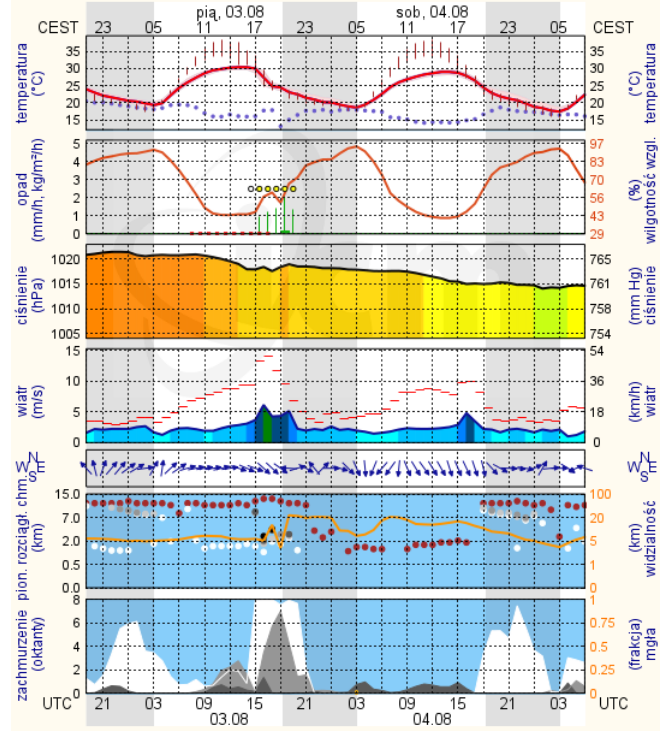 pią, 03.08 sob, 04.08
CEST 23 05 11 17 23 05 11 17 23 05 CEST
temperatura (°C) 35 30 25 20 15 35 30 25 20 15 temperatura (°C)
opad (mm/h, kg/m²/h) 5 4 3 2 1 0 97 83 70 56 43 29 (%) wilgotność wzgl.
ciśnienie (hPa) 1020 1015 1010 1005 765 761 758 754 (mm Hg) ciśnienie
wiatr (m/s) 15 10 5 0 54 36 18 0 (km/h) wiatr
N W E S N W E S
pion. rozciągł. chm. (km) 15.0 7.0 2.0 0.5 0.0 100 20 5 1 0 (km) widzialność
zachmurzenie (oktanty) 8 6 4 2 0 1 0.75 0.5 0.25 0 (frakcja) mgła
UTC 21 03 09 15 21 03 09 15 21 03 UTC
03.08 04.08